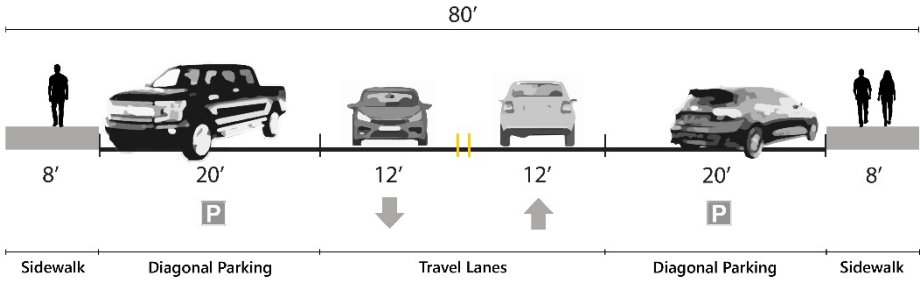 80’
8’ 20’ 12’ 12’ 20’ 8’
P P
Sidewalk Diagonal Parking Travel Lanes Diagonal Parking Sidewalk